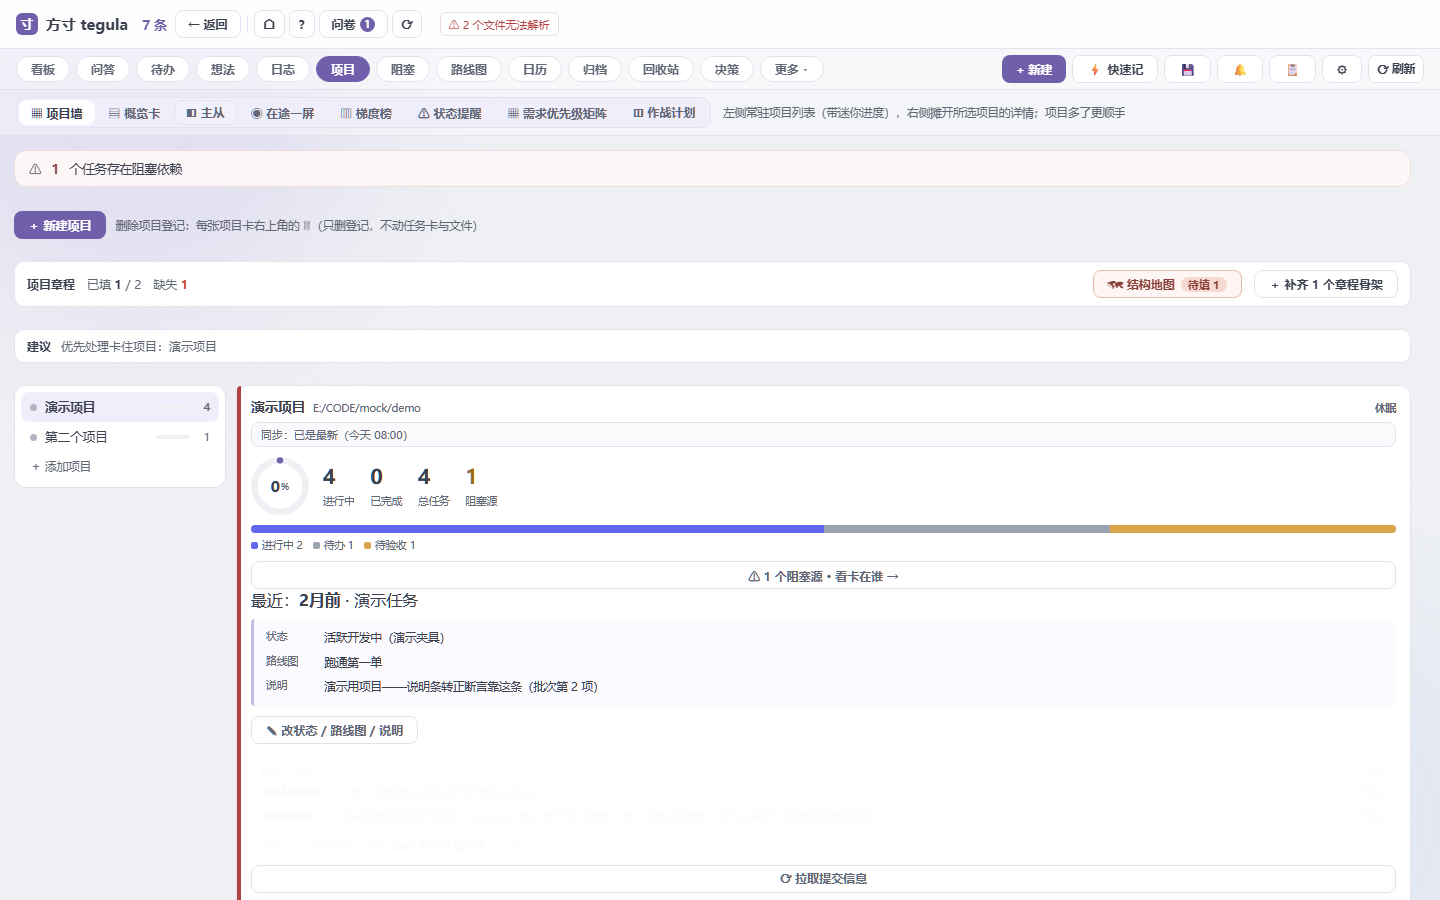 寸 方寸 tegula 7 条 ← 返回 ? 问卷 1 ⚠ 2 个文件无法解析
看板 问答 待办 想法 日志 项目 阻塞 路线图 日历 归档 回收站 决策 更多 + 新建 快速记 刷新
项目墙 概览卡 主从 在途一屏 梯度榜 ⚠ 状态提醒 需求优先级矩阵 作战计划 左侧常驻项目列表（带迷你进度），右侧摊开所选项目的详情；项目多了更顺手
⚠ 1 个任务存在阻塞依赖
+ 新建项目 删除项目登记：每张项目卡右上角的 （只删登记，不动任务卡与文件）
项目章程 已填 1 / 2 缺失 1 结构地图 待填 1 + 补齐 1 个章程骨架
建议 优先处理卡住项目：演示项目
演示项目 4
第二个项目 1
+ 添加项目
演示项目 E:/CODE/mock/demo 休眠
同步：已是最新（今天 08:00）
0% 4 0 4 1
进行中 已完成 总任务 阻塞源
进行中 2 待办 1 待验收 1
⚠ 1 个阻塞源 · 看卡在谁 →
最近：2月前 · 演示任务
状态 活跃开发中（演示夹具）
路线图 跑通第一单
说明 演示用项目——说明条转正断言靠这条（批次第 2 项）
改状态 / 路线图 / 说明
拉取提交信息